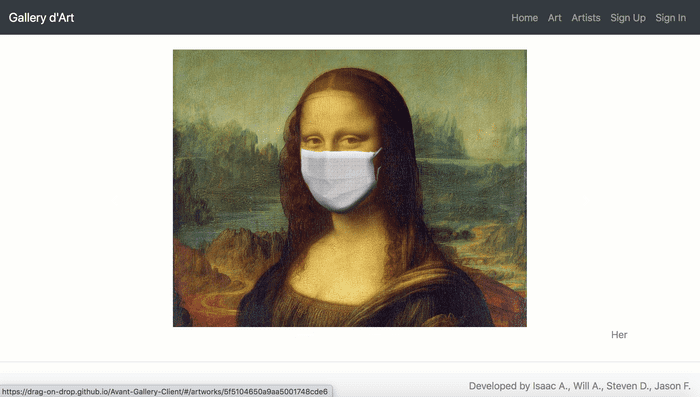 Gallery d'Art
Home Art Artists Sign Up Sign In
Her
Developed by Isaac A., Will A., Steven D., Jason F.
https://drag-on-drop.github.io/Avant-Gallery-Client/#/artworks/5f5104650a9aa5001748cde6